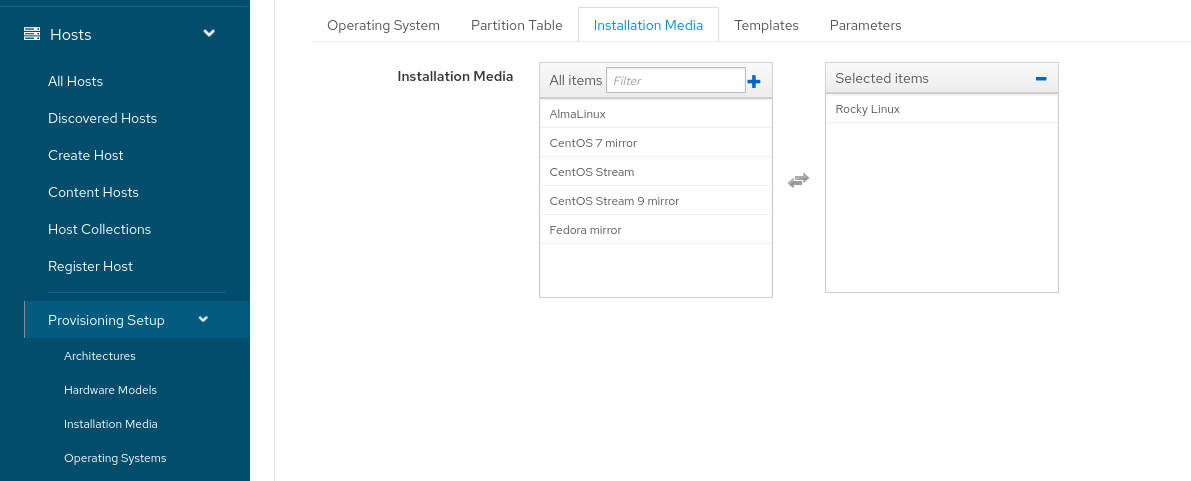 Hosts
All Hosts
Discovered Hosts
Create Host
Content Hosts
Host Collections
Register Host
Provisioning Setup
Architectures
Hardware Models
Installation Media
Operating Systems
Operating System Partition Table Installation Media Templates Parameters
Installation Media
All items Filter
AlmaLinux
CentOS 7 mirror
CentOS Stream
CentOS Stream 9 mirror
Fedora mirror
Selected items
Rocky Linux